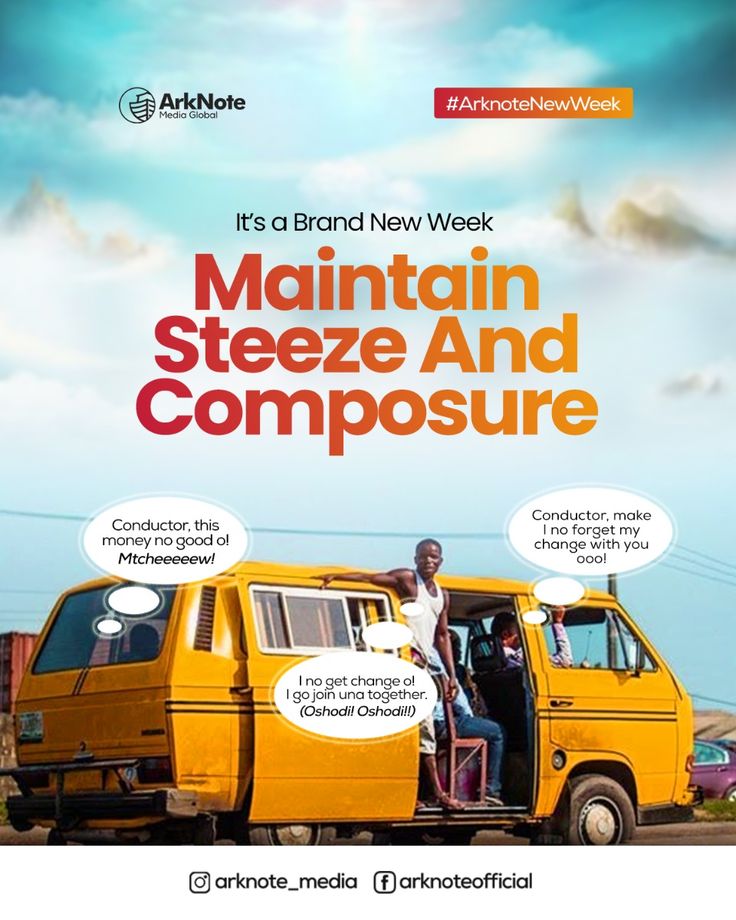 ArkNote
Media Global
#ArknoteNewWeek
It's a Brand New Week
Maintain
Steeze And
Composure
Conductor, this
money no good o!
Mtcheeeeew!
Conductor, make
I no forget my
change with you
ooo!
I no get change o!
I go join una together.
(Oshodi! Oshodi!!)
arknote_media
arknoteofficial